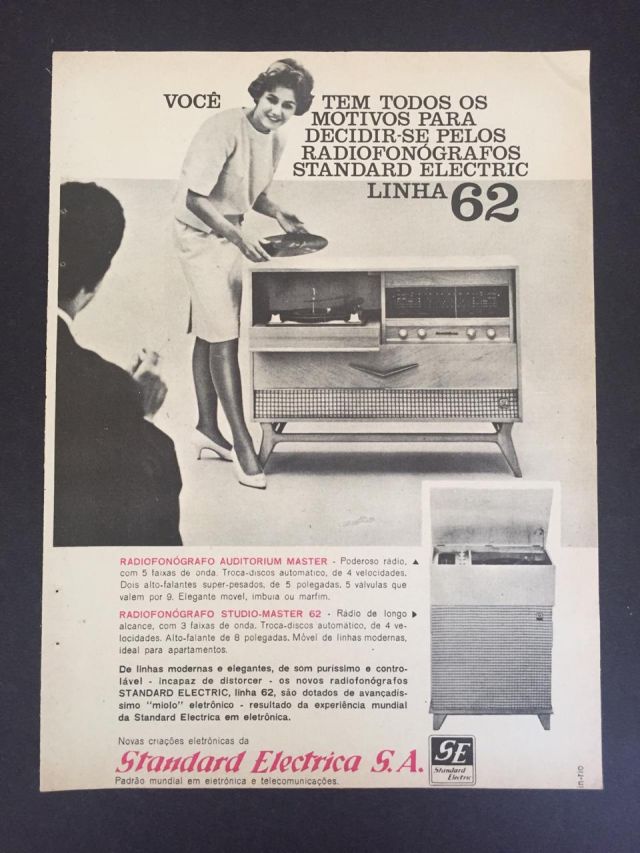 VOCÊ TEM TODOS OS
MOTIVOS PARA
DECIDIR-SE PELOS
RADIOFONÓGRAFOS
STANDARD ELECTRIC
LINHA 62
RADIOFONÓGRAFO AUDITORIUM MASTER - Poderoso rádio, ▲
com 5 faixas de onda. Troca-discos automático, de 4 velocidades.
Dois alto-falantes super-pesados, de 5 polegadas. 5 válvulas que
valem por 9. Elegante movel, imbuia ou marfim.
RADIOFONÓGRAFO STUDIO-MASTER 62 - Rádio de longo ▶
alcance, com 3 faixas de onda. Troca-discos automático, de 4 ve-
locidades. Alto-falante de 8 polegadas. Móvel de linhas modernas,
ideal para apartamentos.
De linhas modernas e elegantes, de som puríssimo e contro-
lável - incapaz de distorcer - os novos radiofonógrafos
STANDARD ELECTRIC, linha 62, são dotados de avançadís-
simo "miolo" eletrônico - resultado da experiência mundial
da Standard Electrica em eletrônica.
Novas criações eletrônicas da
Standard Electrica S.A.
Padrão mundial em eletrônica e telecomunicações.
SE
Standard
Electric